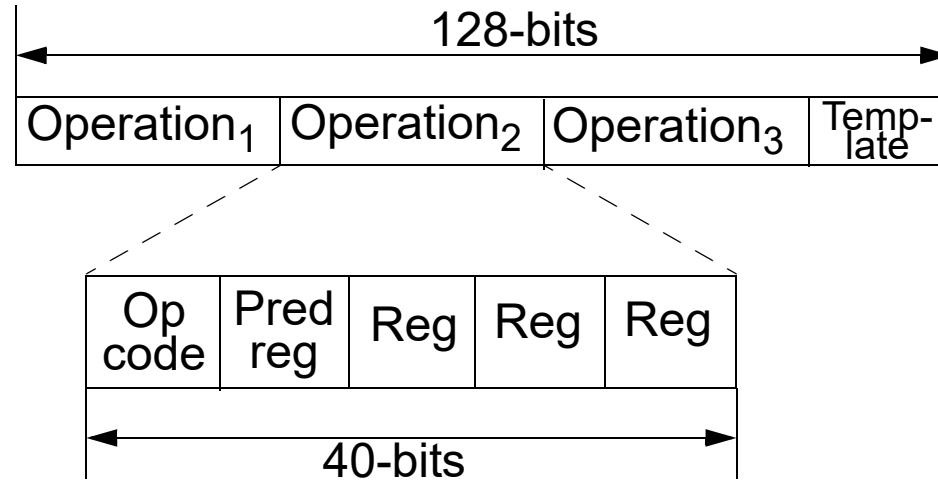 128-bits
Operation1 Operation2 Operation3 Temp-
late
Op Pred Reg Reg Reg
code reg
40-bits